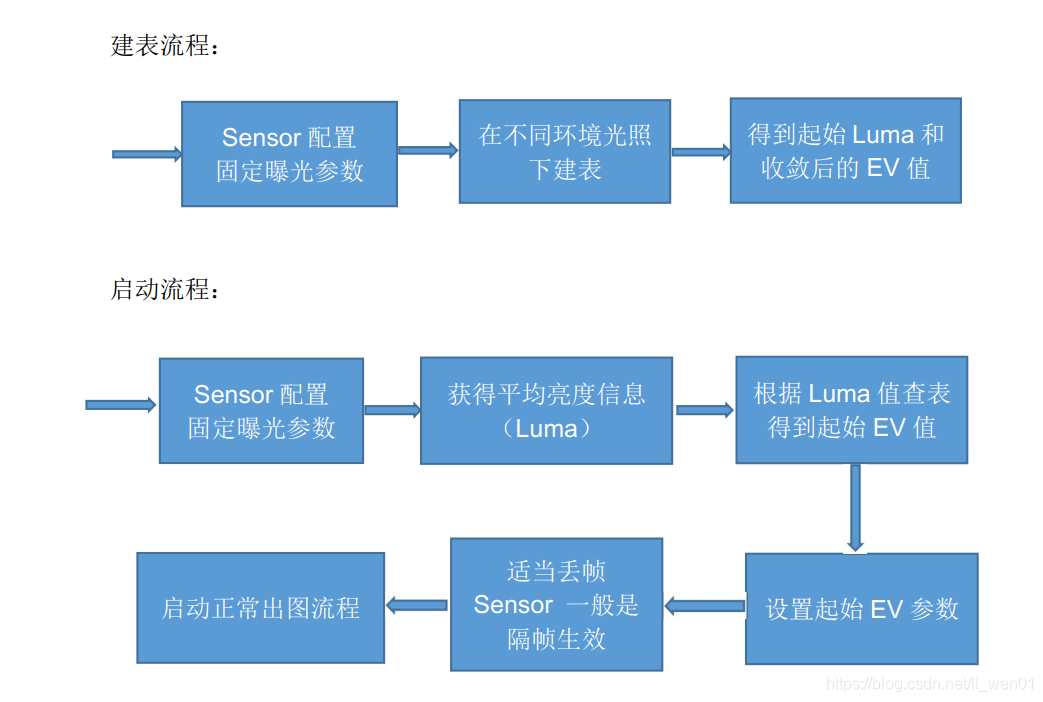 建表流程：
Sensor 配置
固定曝光参数
在不同环境光照
下建表
得到起始 Luma 和
收敛后的 EV 值
启动流程：
Sensor 配置
固定曝光参数
获得平均亮度信息
（Luma）
根据 Luma 值查表
得到起始 EV 值
设置起始 EV 参数
适当丢帧
Sensor 一般是
隔帧生效
启动正常出图流程
https://blog.csdn.net/li_wen01